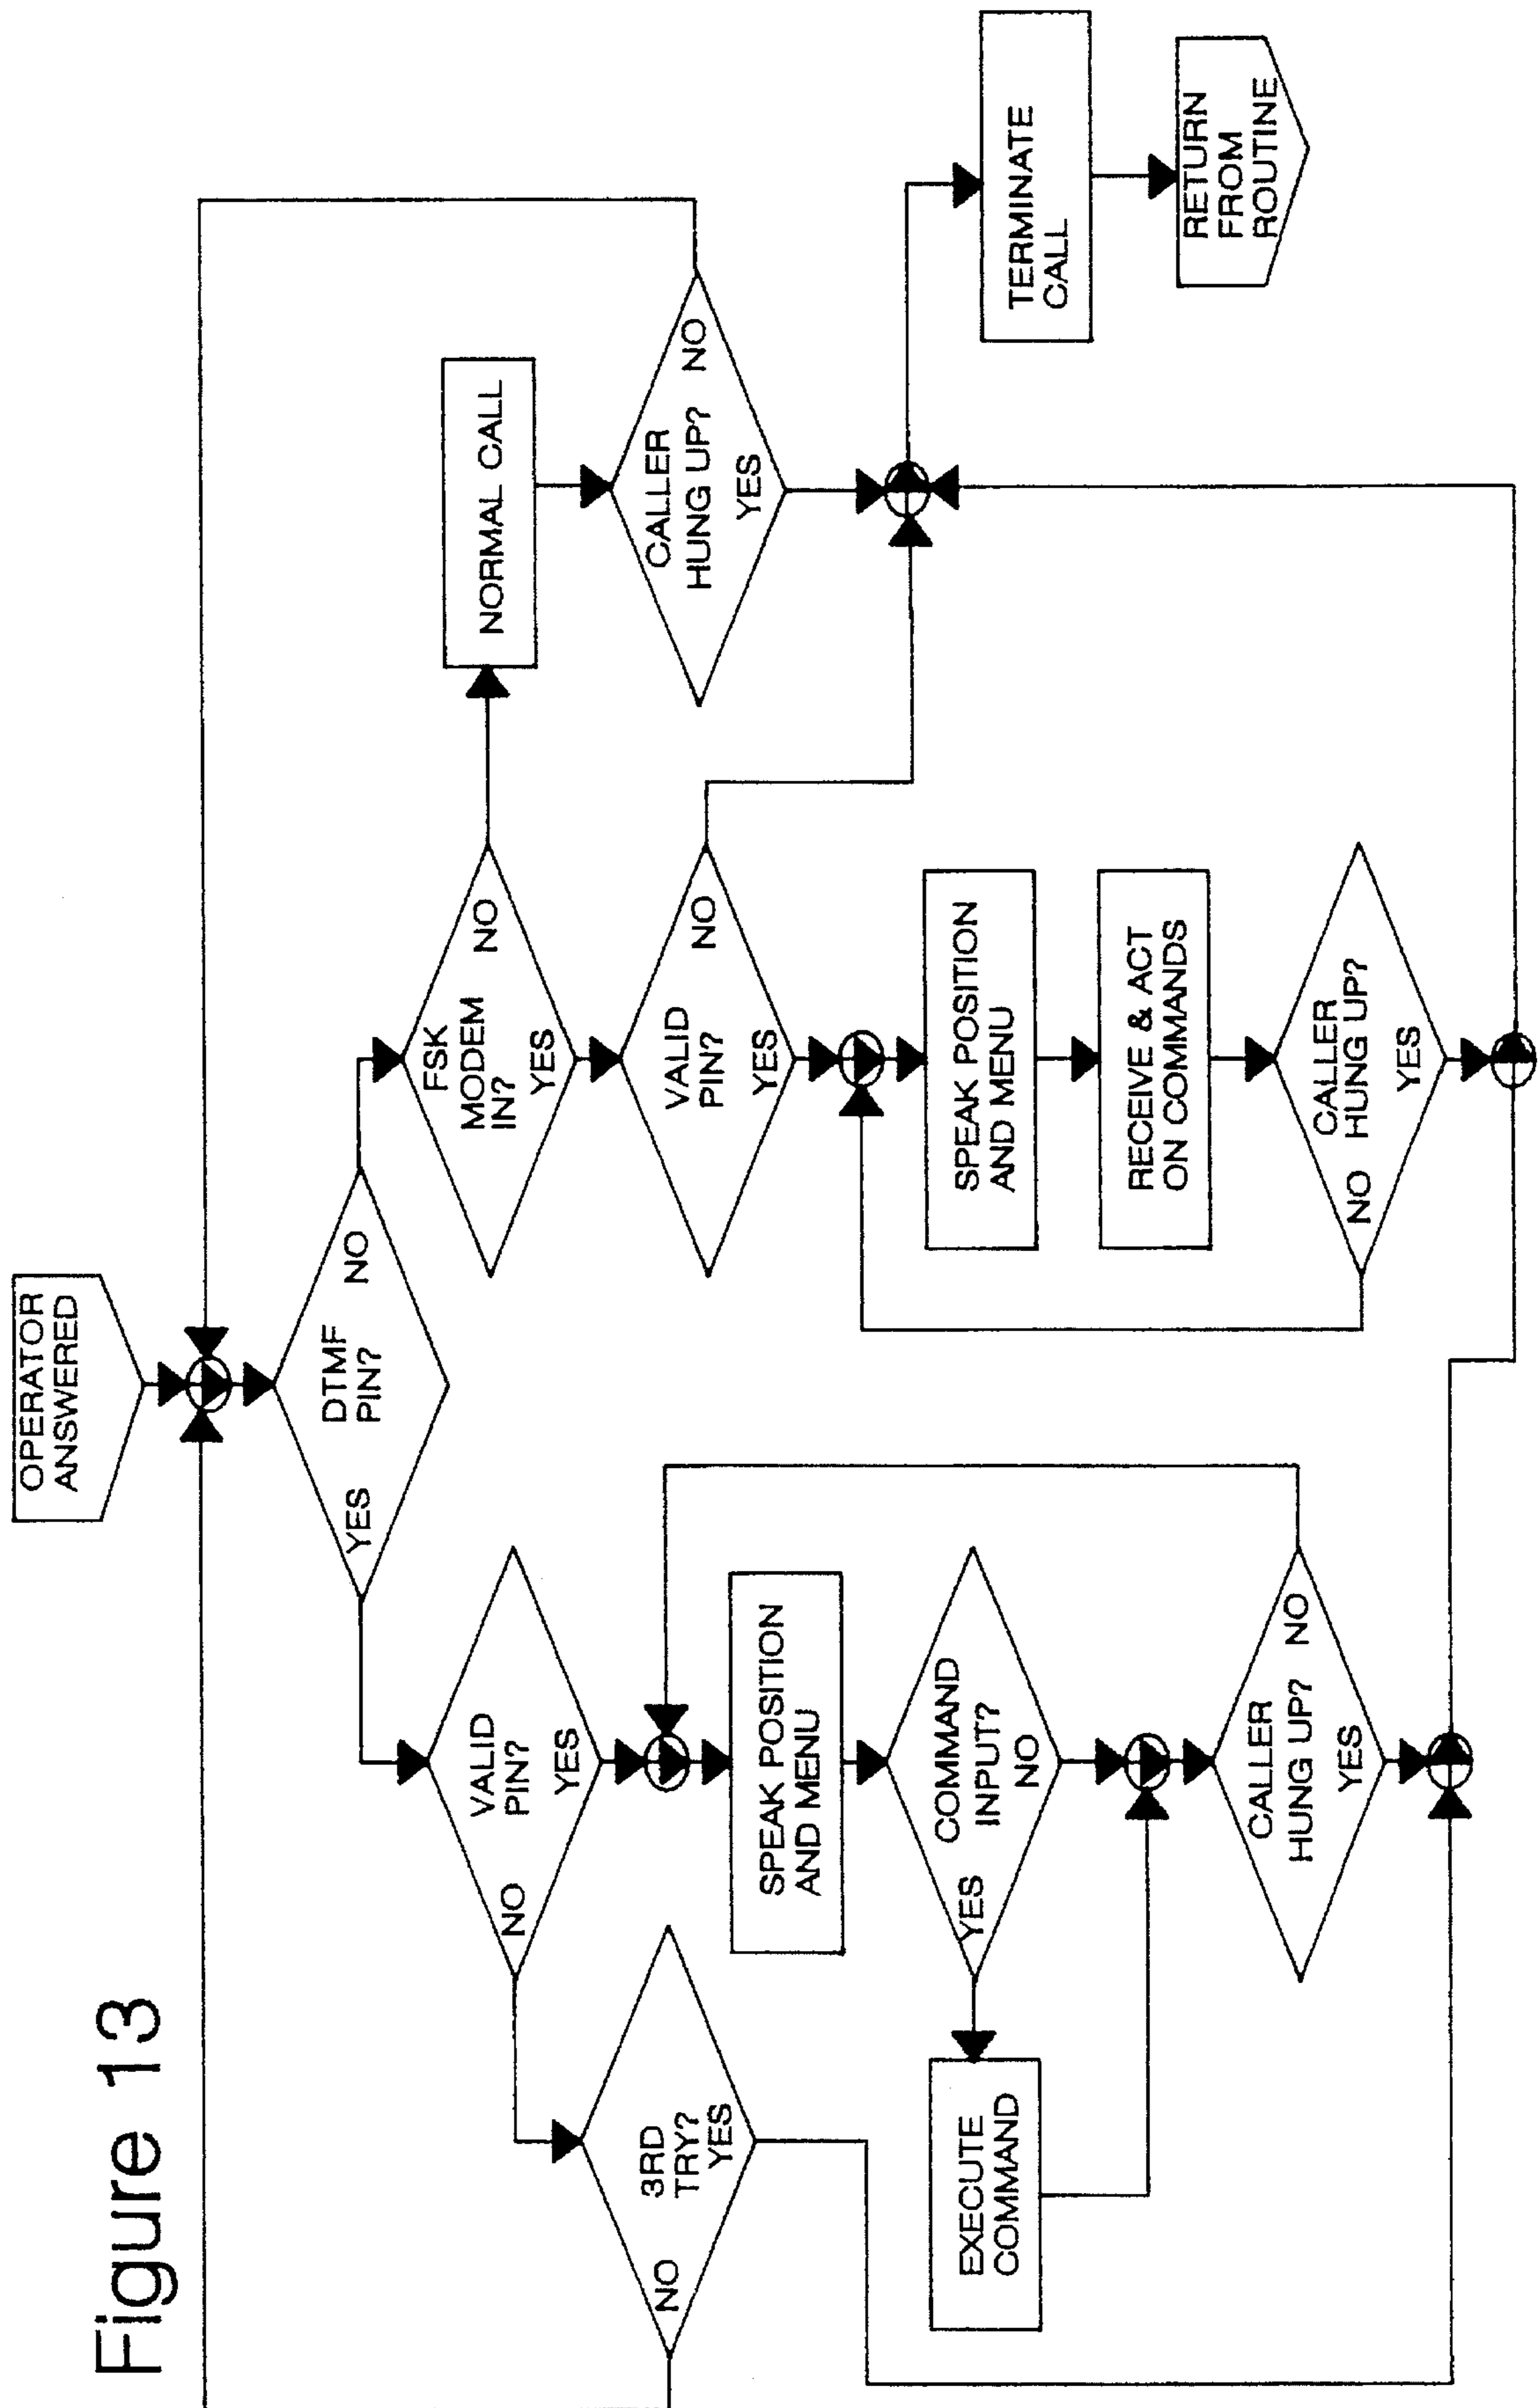 Figure 13
OPERATOR
ANSWERED
DTMF
PIN?
YES
NO
VALID
PIN?
NO
YES
3RD
TRY?
NO
YES
SPEAK POSITION
AND MENU
COMMAND
INPUT?
YES
NO
EXECUTE
COMMAND
CALLER
HUNG UP?
NO
YES
FSK
MODEM
IN?
NO
YES
VALID
PIN?
NO
YES
SPEAK POSITION
AND MENU
RECEIVE & ACT
ON COMMANDS
CALLER
HUNG UP?
NO
YES
NORMAL CALL
CALLER
HUNG UP?
NO
YES
TERMINATE
CALL
RETURN
FROM
ROUTINE